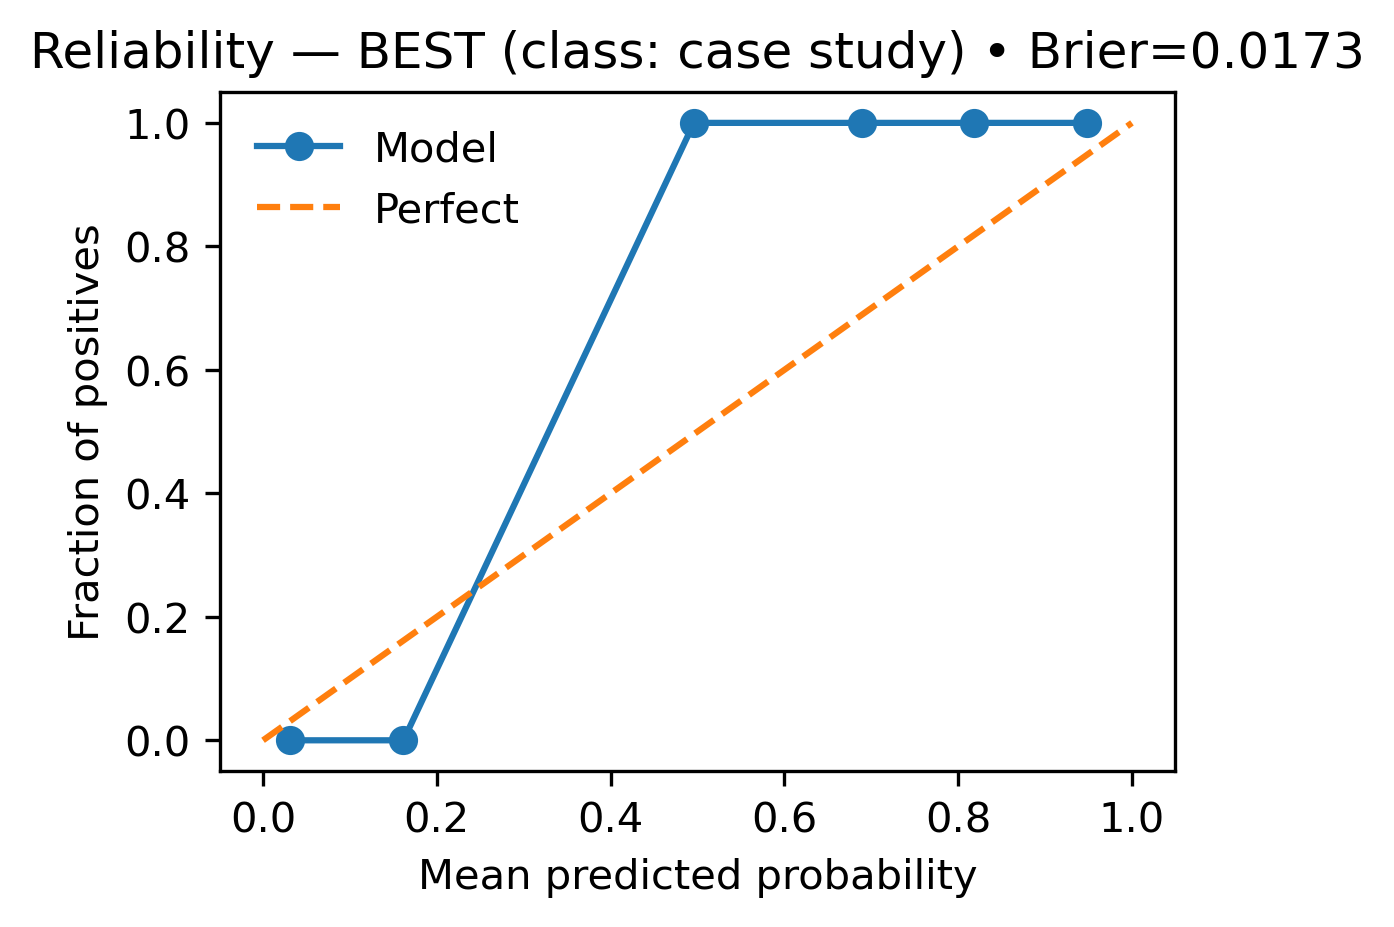 Reliability — BEST (class: case study) • Brier=0.0173
Model
Perfect
Fraction of positives
1.0
0.8
0.6
0.4
0.2
0.0
0.0 0.2 0.4 0.6 0.8 1.0
Mean predicted probability